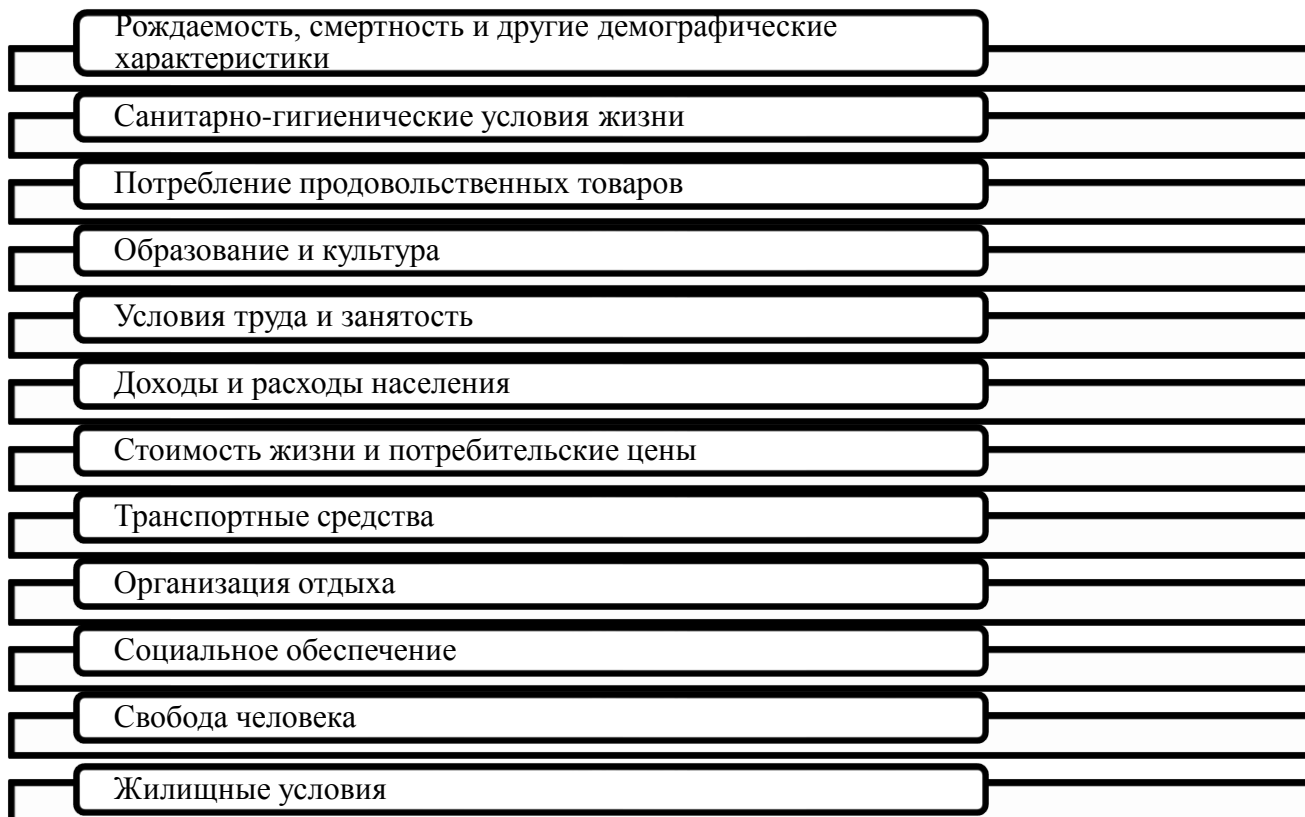 Рождаемость, смертность и другие демографические
характеристики
Санитарно-гигиенические условия жизни
Потребление продовольственных товаров
Образование и культура
Условия труда и занятость
Доходы и расходы населения
Стоимость жизни и потребительские цены
Транспортные средства
Организация отдыха
Социальное обеспечение
Свобода человека
Жилищные условия